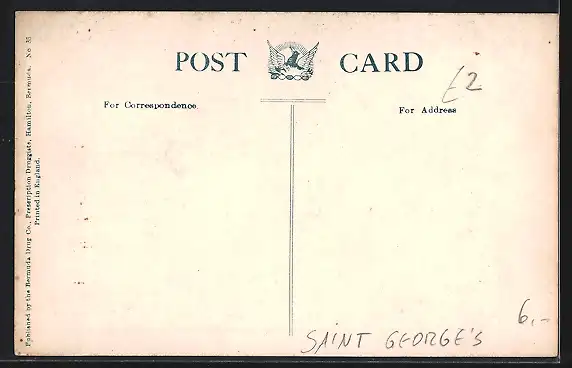 POST CARD
£2
For Correspondence.
For Address
Published by the Bermuda Drug Co., Prescription Druggists, Hamilton, Bermuda. No 35
Printed in England.
6.-
SAINT GEORGE'S